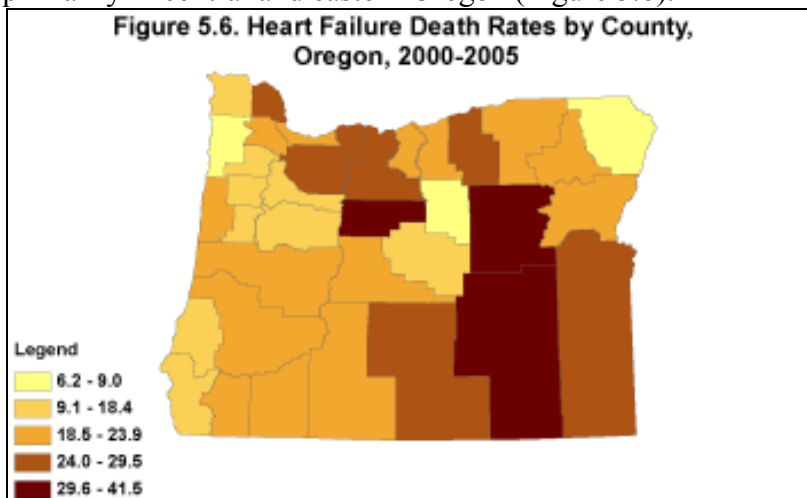 Figure 5.6. Heart Failure Death Rates by County,
Oregon, 2000-2005
Legend
6.2 - 9.0
9.1 - 18.4
18.5 - 23.9
24.0 - 29.5
29.6 - 41.5